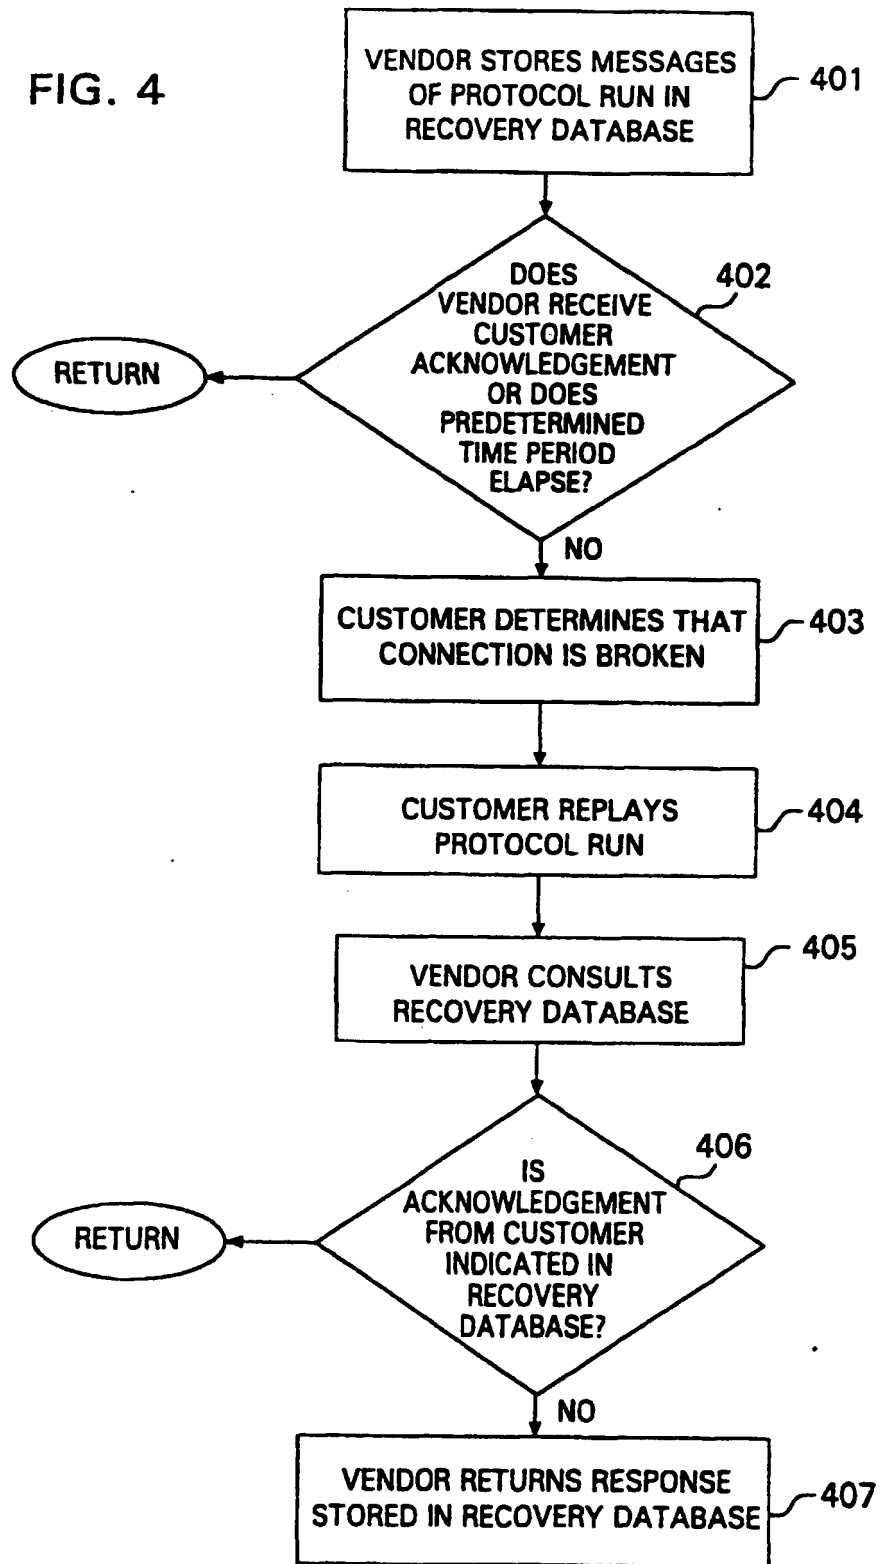 FIG. 4
VENDOR STORES MESSAGES
OF PROTOCOL RUN IN
RECOVERY DATABASE
401
DOES
VENDOR RECEIVE
CUSTOMER
ACKNOWLEDGEMENT
OR DOES
PREDETERMINED
TIME PERIOD
ELAPSE?
402
RETURN
NO
CUSTOMER DETERMINES THAT
CONNECTION IS BROKEN
403
CUSTOMER REPLAYS
PROTOCOL RUN
404
VENDOR CONSULTS
RECOVERY DATABASE
405
IS
ACKNOWLEDGEMENT
FROM CUSTOMER
INDICATED IN
RECOVERY
DATABASE?
406
RETURN
NO
VENDOR RETURNS RESPONSE
STORED IN RECOVERY DATABASE
407